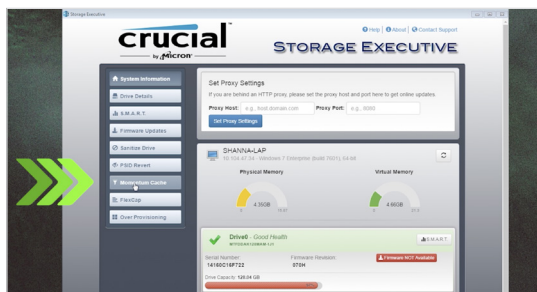 Storage Executive
crucial™
by Micron®
Help | About | Contact Support
STORAGE EXECUTIVE
System Information
Drive Details
S.M.A.R.T.
Firmware Updates
Sanitize Drive
PSID Revert
Momentum Cache
FlexCap
Over Provisioning
Set Proxy Settings
If you are behind an HTTP proxy, please set the proxy host and port here to get online updates.
Proxy Host: e.g., host.domain.com Proxy Port: e.g., 8080
Set Proxy Settings
SHANNA-LAP
Physical Memory Virtual Memory
4.35GB 4.66GB
Drive0 - Good Health
S.M.A.R.T.
Serial Number: Firmware Revision: Firmware NOT Available
14160C16F722 070H
Drive Capacity: 128.04 GB